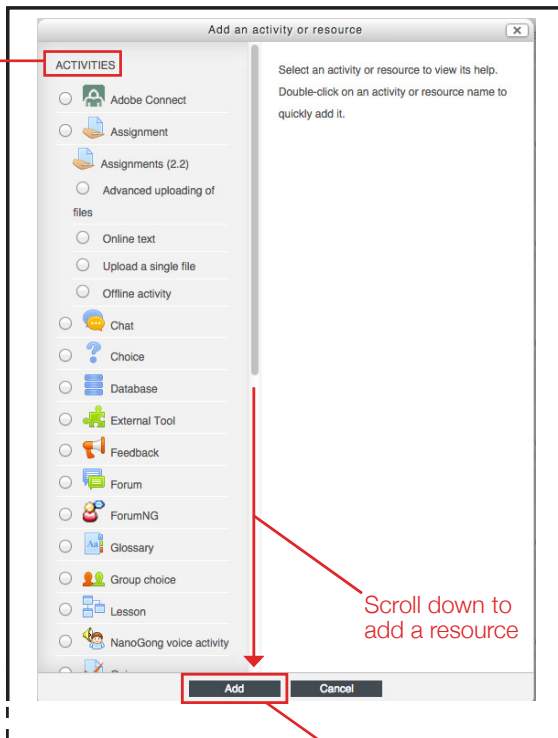 Add an activity or resource
ACTIVITIES
Adobe Connect
Assignment
Assignments (2.2)
Advanced uploading of
files
Online text
Upload a single file
Offline activity
Chat
Choice
Database
External Tool
Feedback
Forum
ForumNG
Glossary
Group choice
Lesson
NanoGong voice activity
Select an activity or resource to view its help.
Double-click on an activity or resource name to
quickly add it.
Scroll down to
add a resource
Add
Cancel